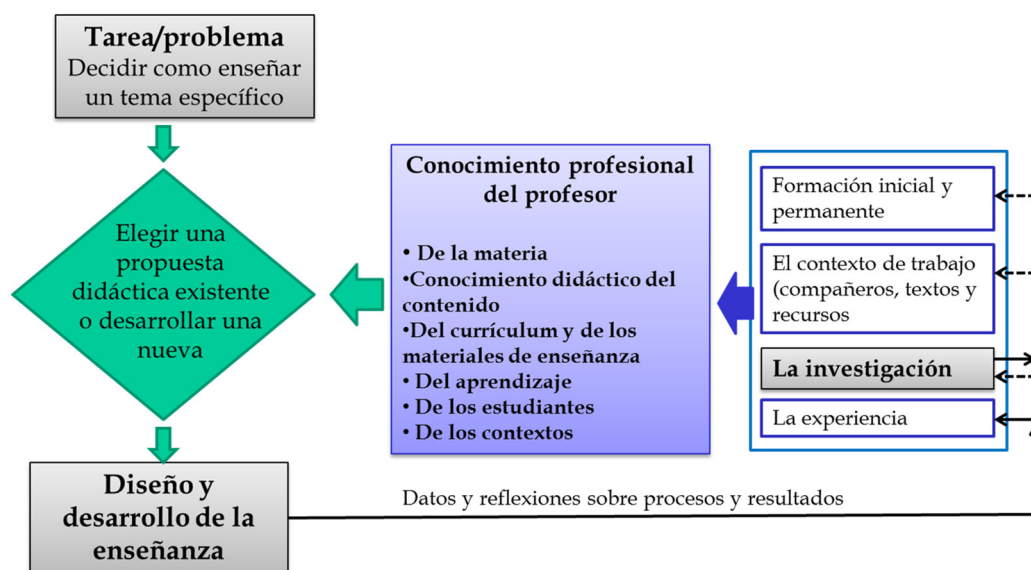 Tarea/problema
Decidir como enseñar
un tema específico
Elegir una
propuesta
didáctica existente
o desarrollar una
nueva
Diseño y
desarrollo de la
enseñanza
Conocimiento profesional
del profesor
• De la materia
•Conocimiento didáctico del
contenido
•Del currículum y de los
materiales de enseñanza
• Del aprendizaje
• De los estudiantes
• De los contextos
Formación inicial y
permanente
El contexto de trabajo
(compañeros, textos y
recursos
La investigación
La experiencia
Datos y reflexiones sobre procesos y resultados